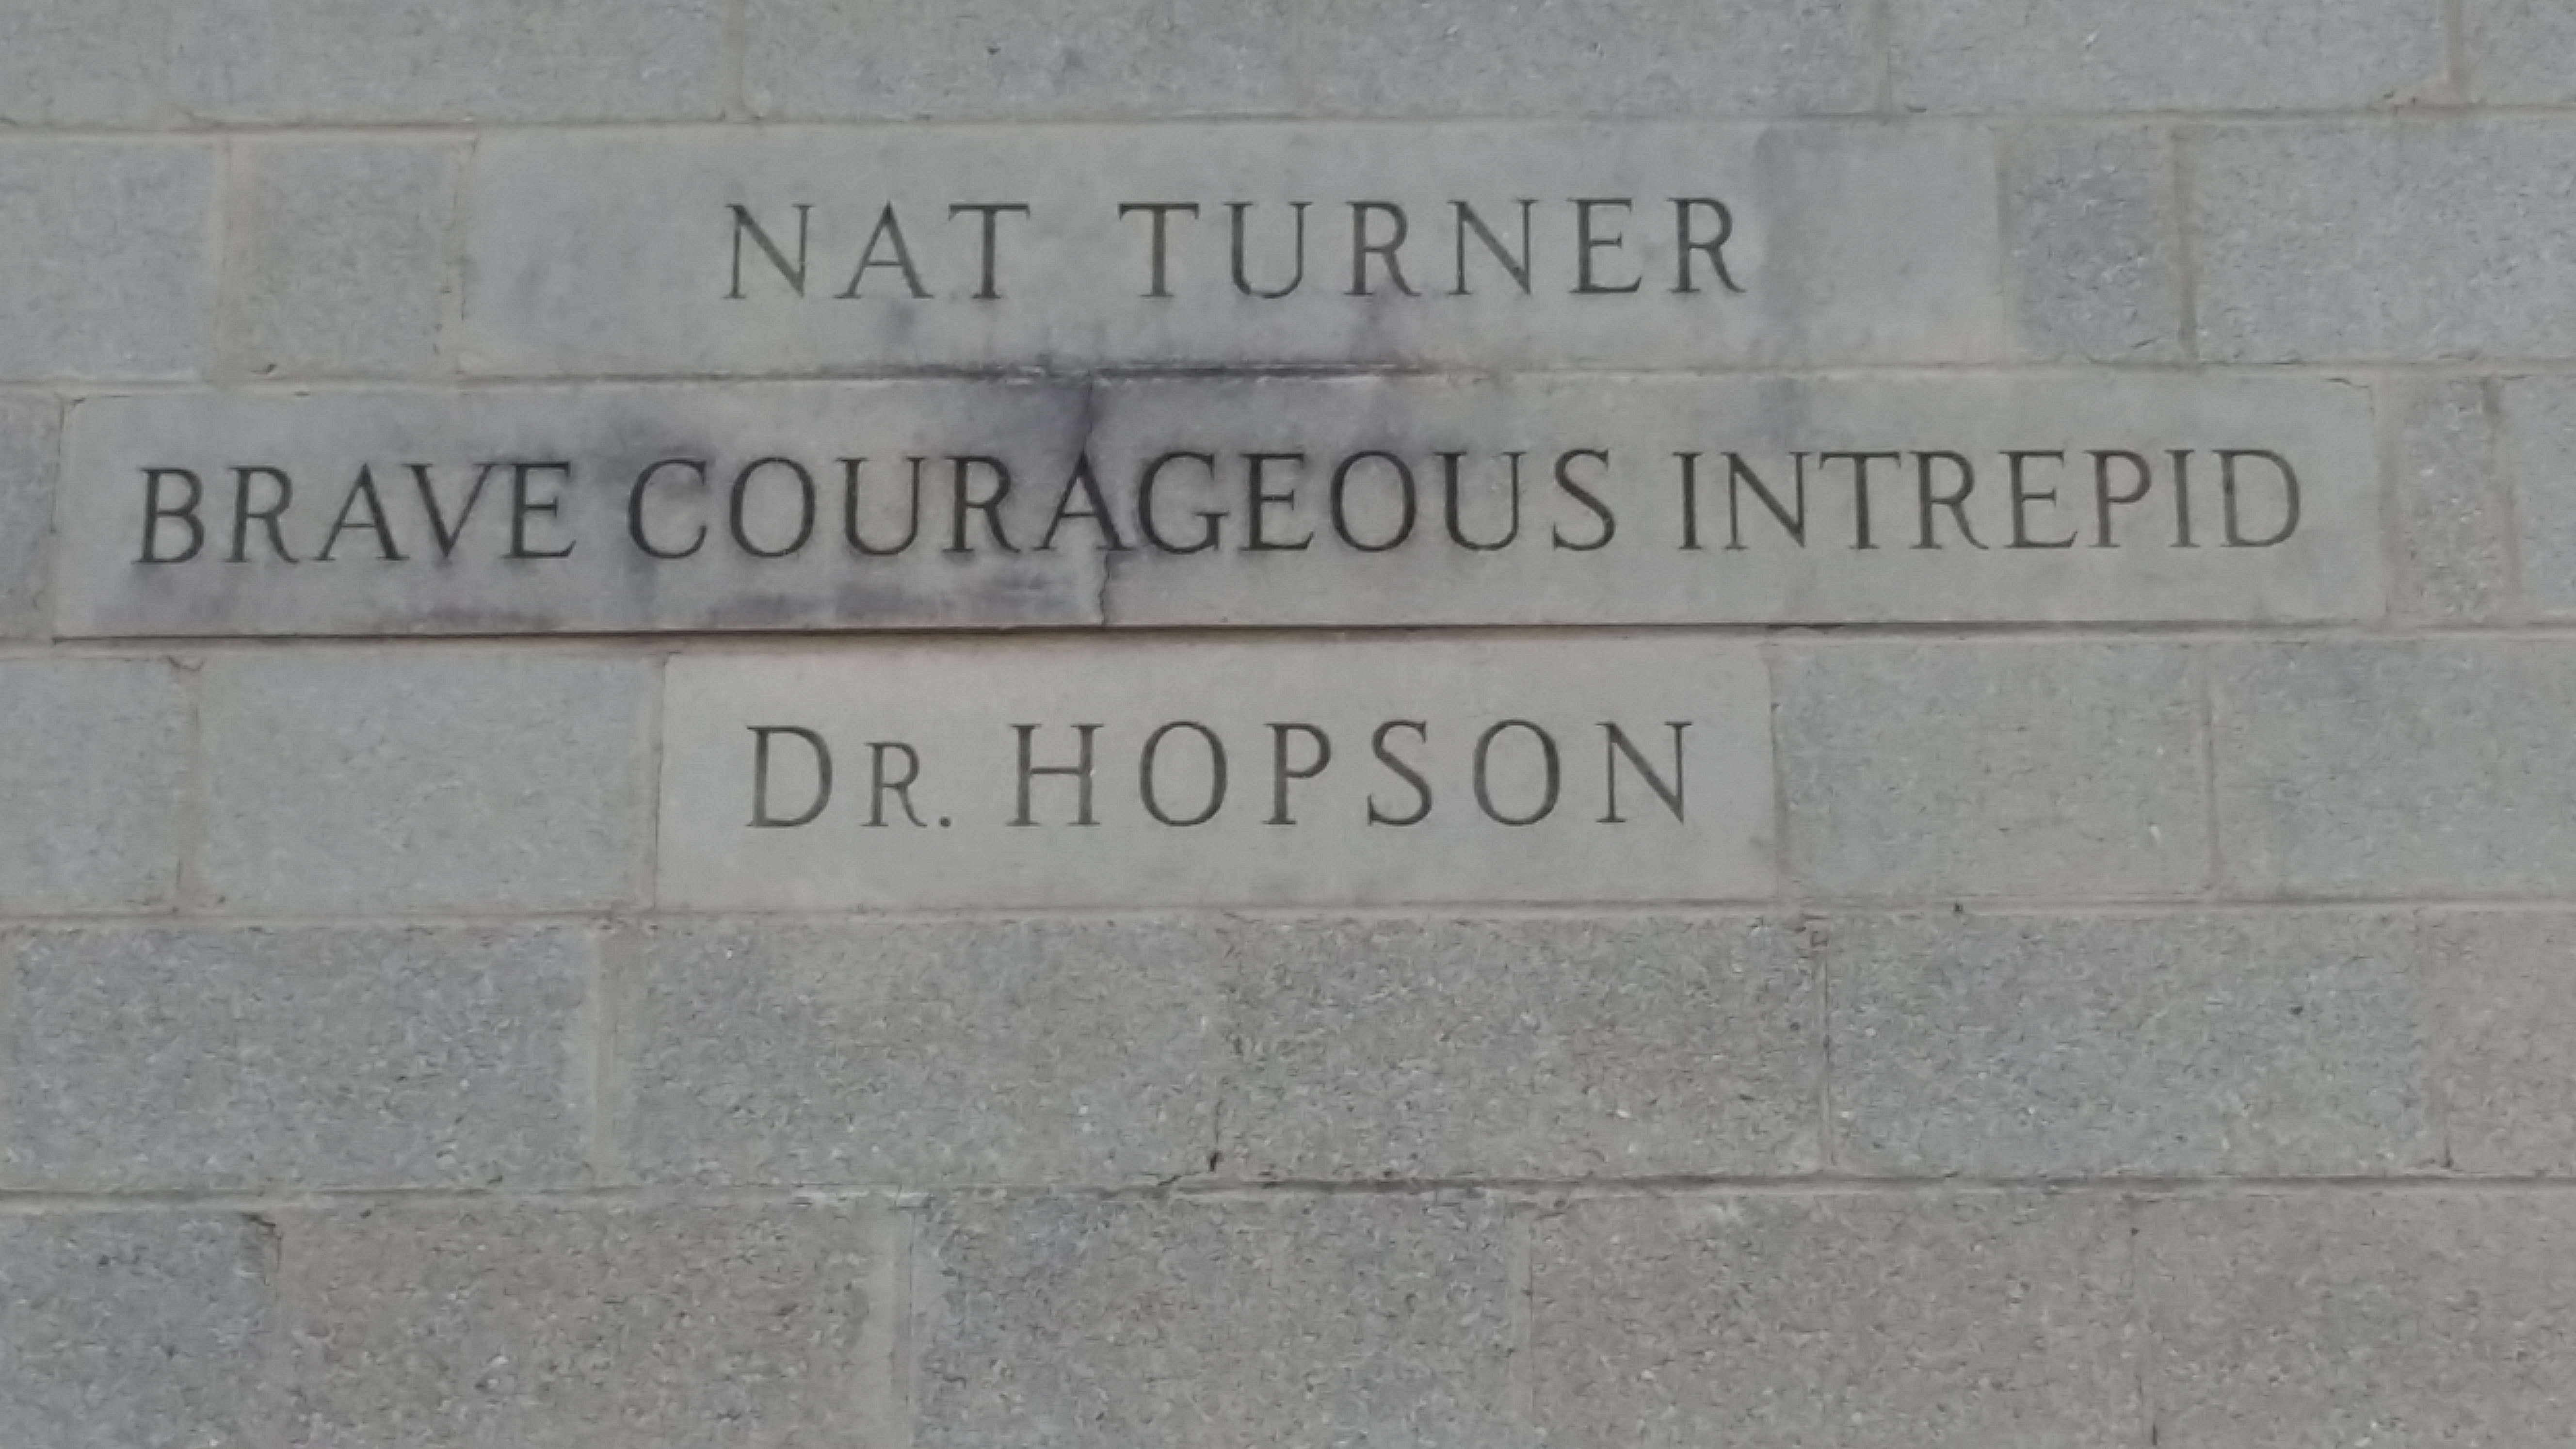 NAT TURNER
BRAVE COURAGEOUS INTREPID
DR. HOPSON